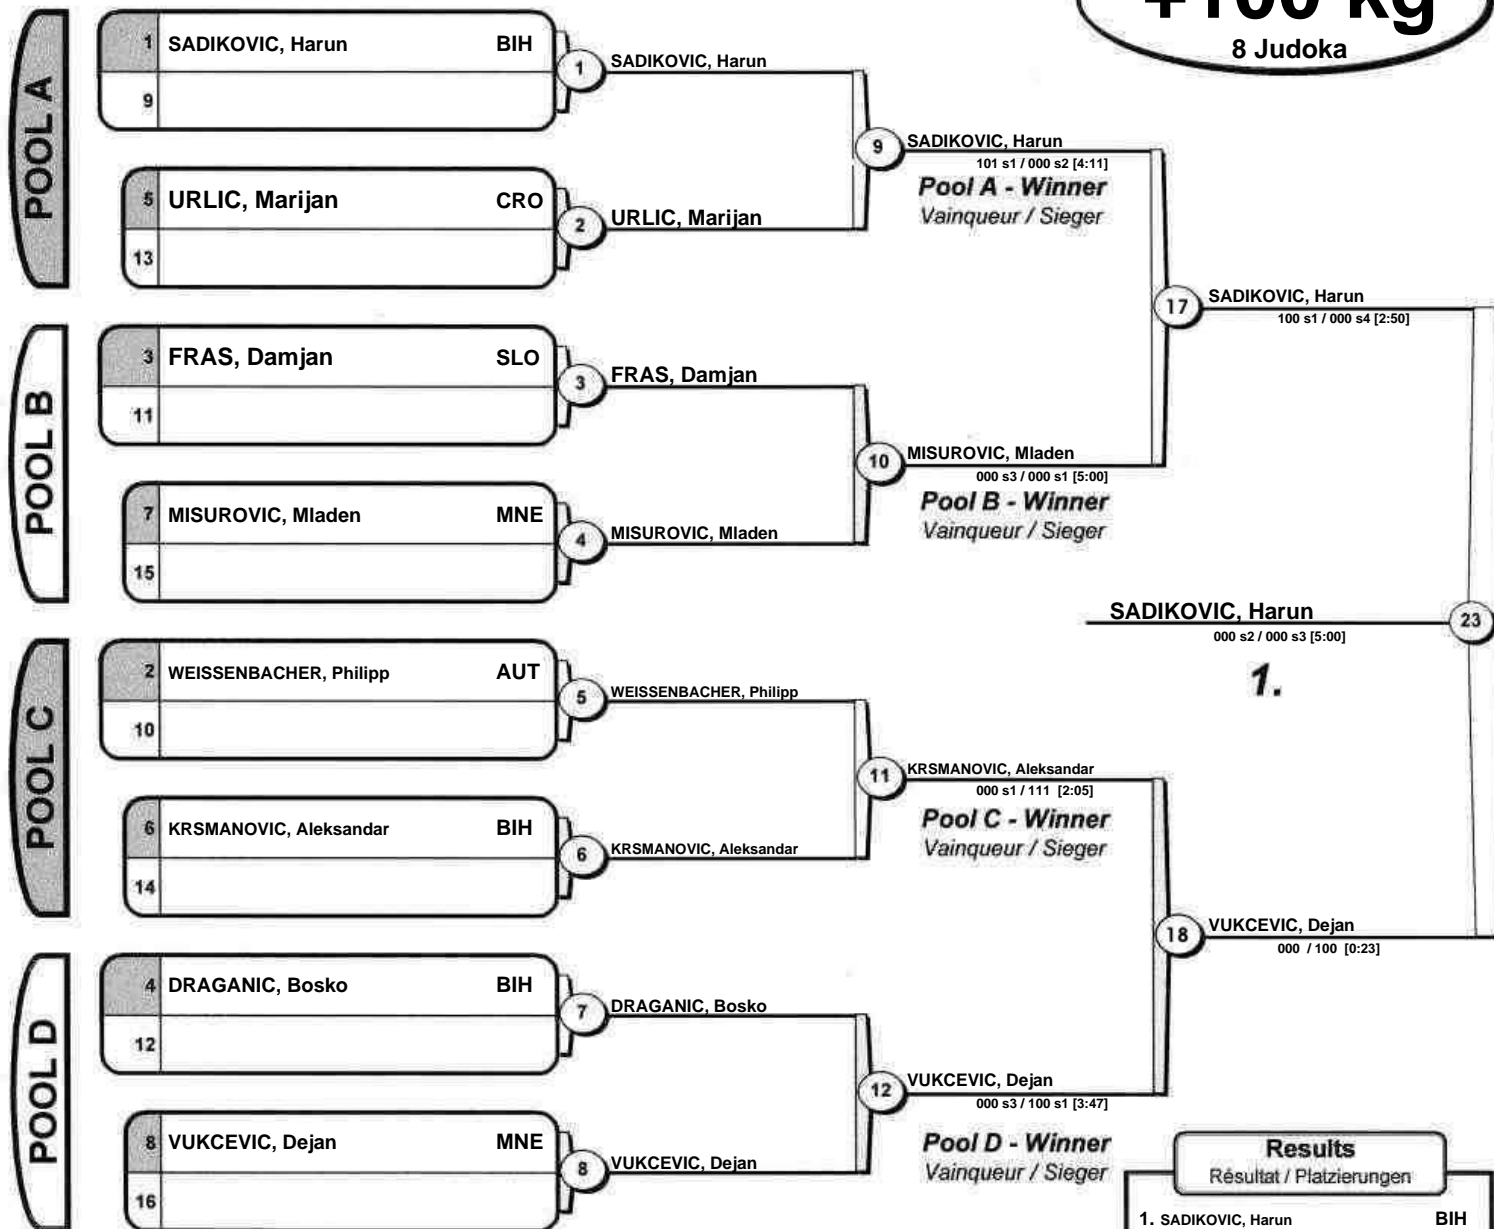 +100 kg
8 Judoka
POOL A
1 SADIKOVIC, Harun BIH
9
1 SADIKOVIC, Harun
5 URLIC, Marijan CRO
13
2 URLIC, Marijan
9 SADIKOVIC, Harun
101 s1 / 000 s2 [4:11]
Pool A - Winner
Vainqueur / Sieger
POOL B
3 FRAS, Damjan SLO
11
3 FRAS, Damjan
7 MISUROVIC, Mladen MNE
15
4 MISUROVIC, Mladen
10 MISUROVIC, Mladen
000 s3 / 000 s1 [5:00]
Pool B - Winner
Vainqueur / Sieger
17 SADIKOVIC, Harun
100 s1 / 000 s4 [2:50]
SADIKOVIC, Harun 23
000 s2 / 000 s3 [5:00]
1.
POOL C
2 WEISSENBACHER, Philipp AUT
10
5 WEISSENBACHER, Philipp
6 KRSMANOVIC, Aleksandar BIH
14
6 KRSMANOVIC, Aleksandar
11 KRSMANOVIC, Aleksandar
000 s1 / 111 [2:05]
Pool C - Winner
Vainqueur / Sieger
POOL D
4 DRAGANIC, Bosko BIH
12
7 DRAGANIC, Bosko
8 VUKCEVIC, Dejan MNE
16
8 VUKCEVIC, Dejan
12 VUKCEVIC, Dejan
000 s3 / 100 s1 [3:47]
Pool D - Winner
Vainqueur / Sieger
18 VUKCEVIC, Dejan
000 / 100 [0:23]
Results
Résultat / Platzierungen
1. SADIKOVIC, Harun BIH